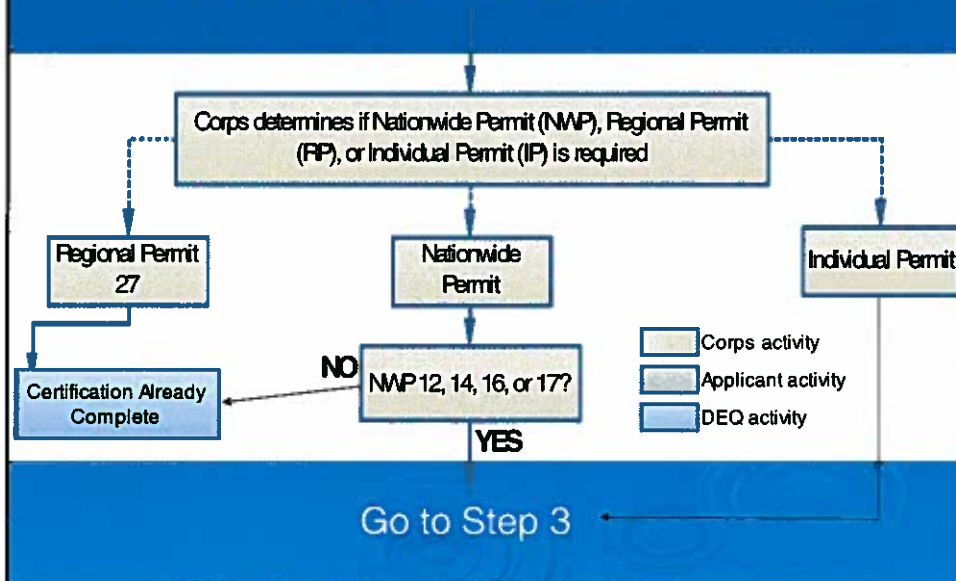 Corps determines if Nationwide Permit (NWP), Regional Permit
(RP), or Individual Permit (IP) is required
Regional Permit
27
Nationwide
Permit
Individual Permit
Certification Already
Complete
NO
NWP 12, 14, 16, or 17?
YES
Corps activity
Applicant activity
DEQ activity
Go to Step 3